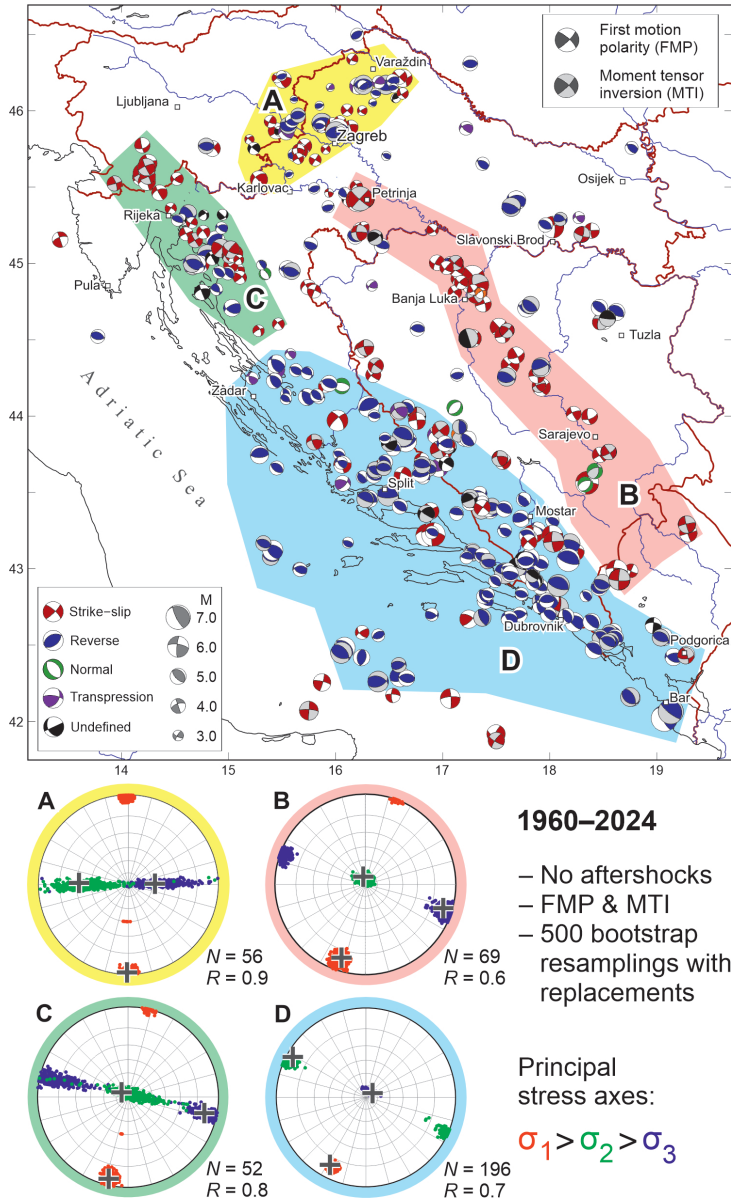 First motion
polarity (FMP)
Moment tensor
inversion (MTI)
Varaždin
Ljubljana
A
Zagreb
46
Karlovac
Petrinja
Osijek
Rijeka
Slavonski Brod
45
Pula
C
Banja Luka
Tuzla
Adriatic Sea
Zadar
44
Sarajevo
Split
B
Mostar
43
Strike–slip
Reverse
Normal
Transpression
Undefined
M
7.0
6.0
5.0
4.0
3.0
Dubrovnik
D
Podgorica
Bar
42
14
15
16
17
18
19
A
N = 56
R = 0.9
B
N = 69
R = 0.6
C
N = 52
R = 0.8
D
N = 196
R = 0.7
1960–2024
– No aftershocks
– FMP & MTI
– 500 bootstrap
resamplings with
replacements
Principal
stress axes:
σ1 > σ2 > σ3